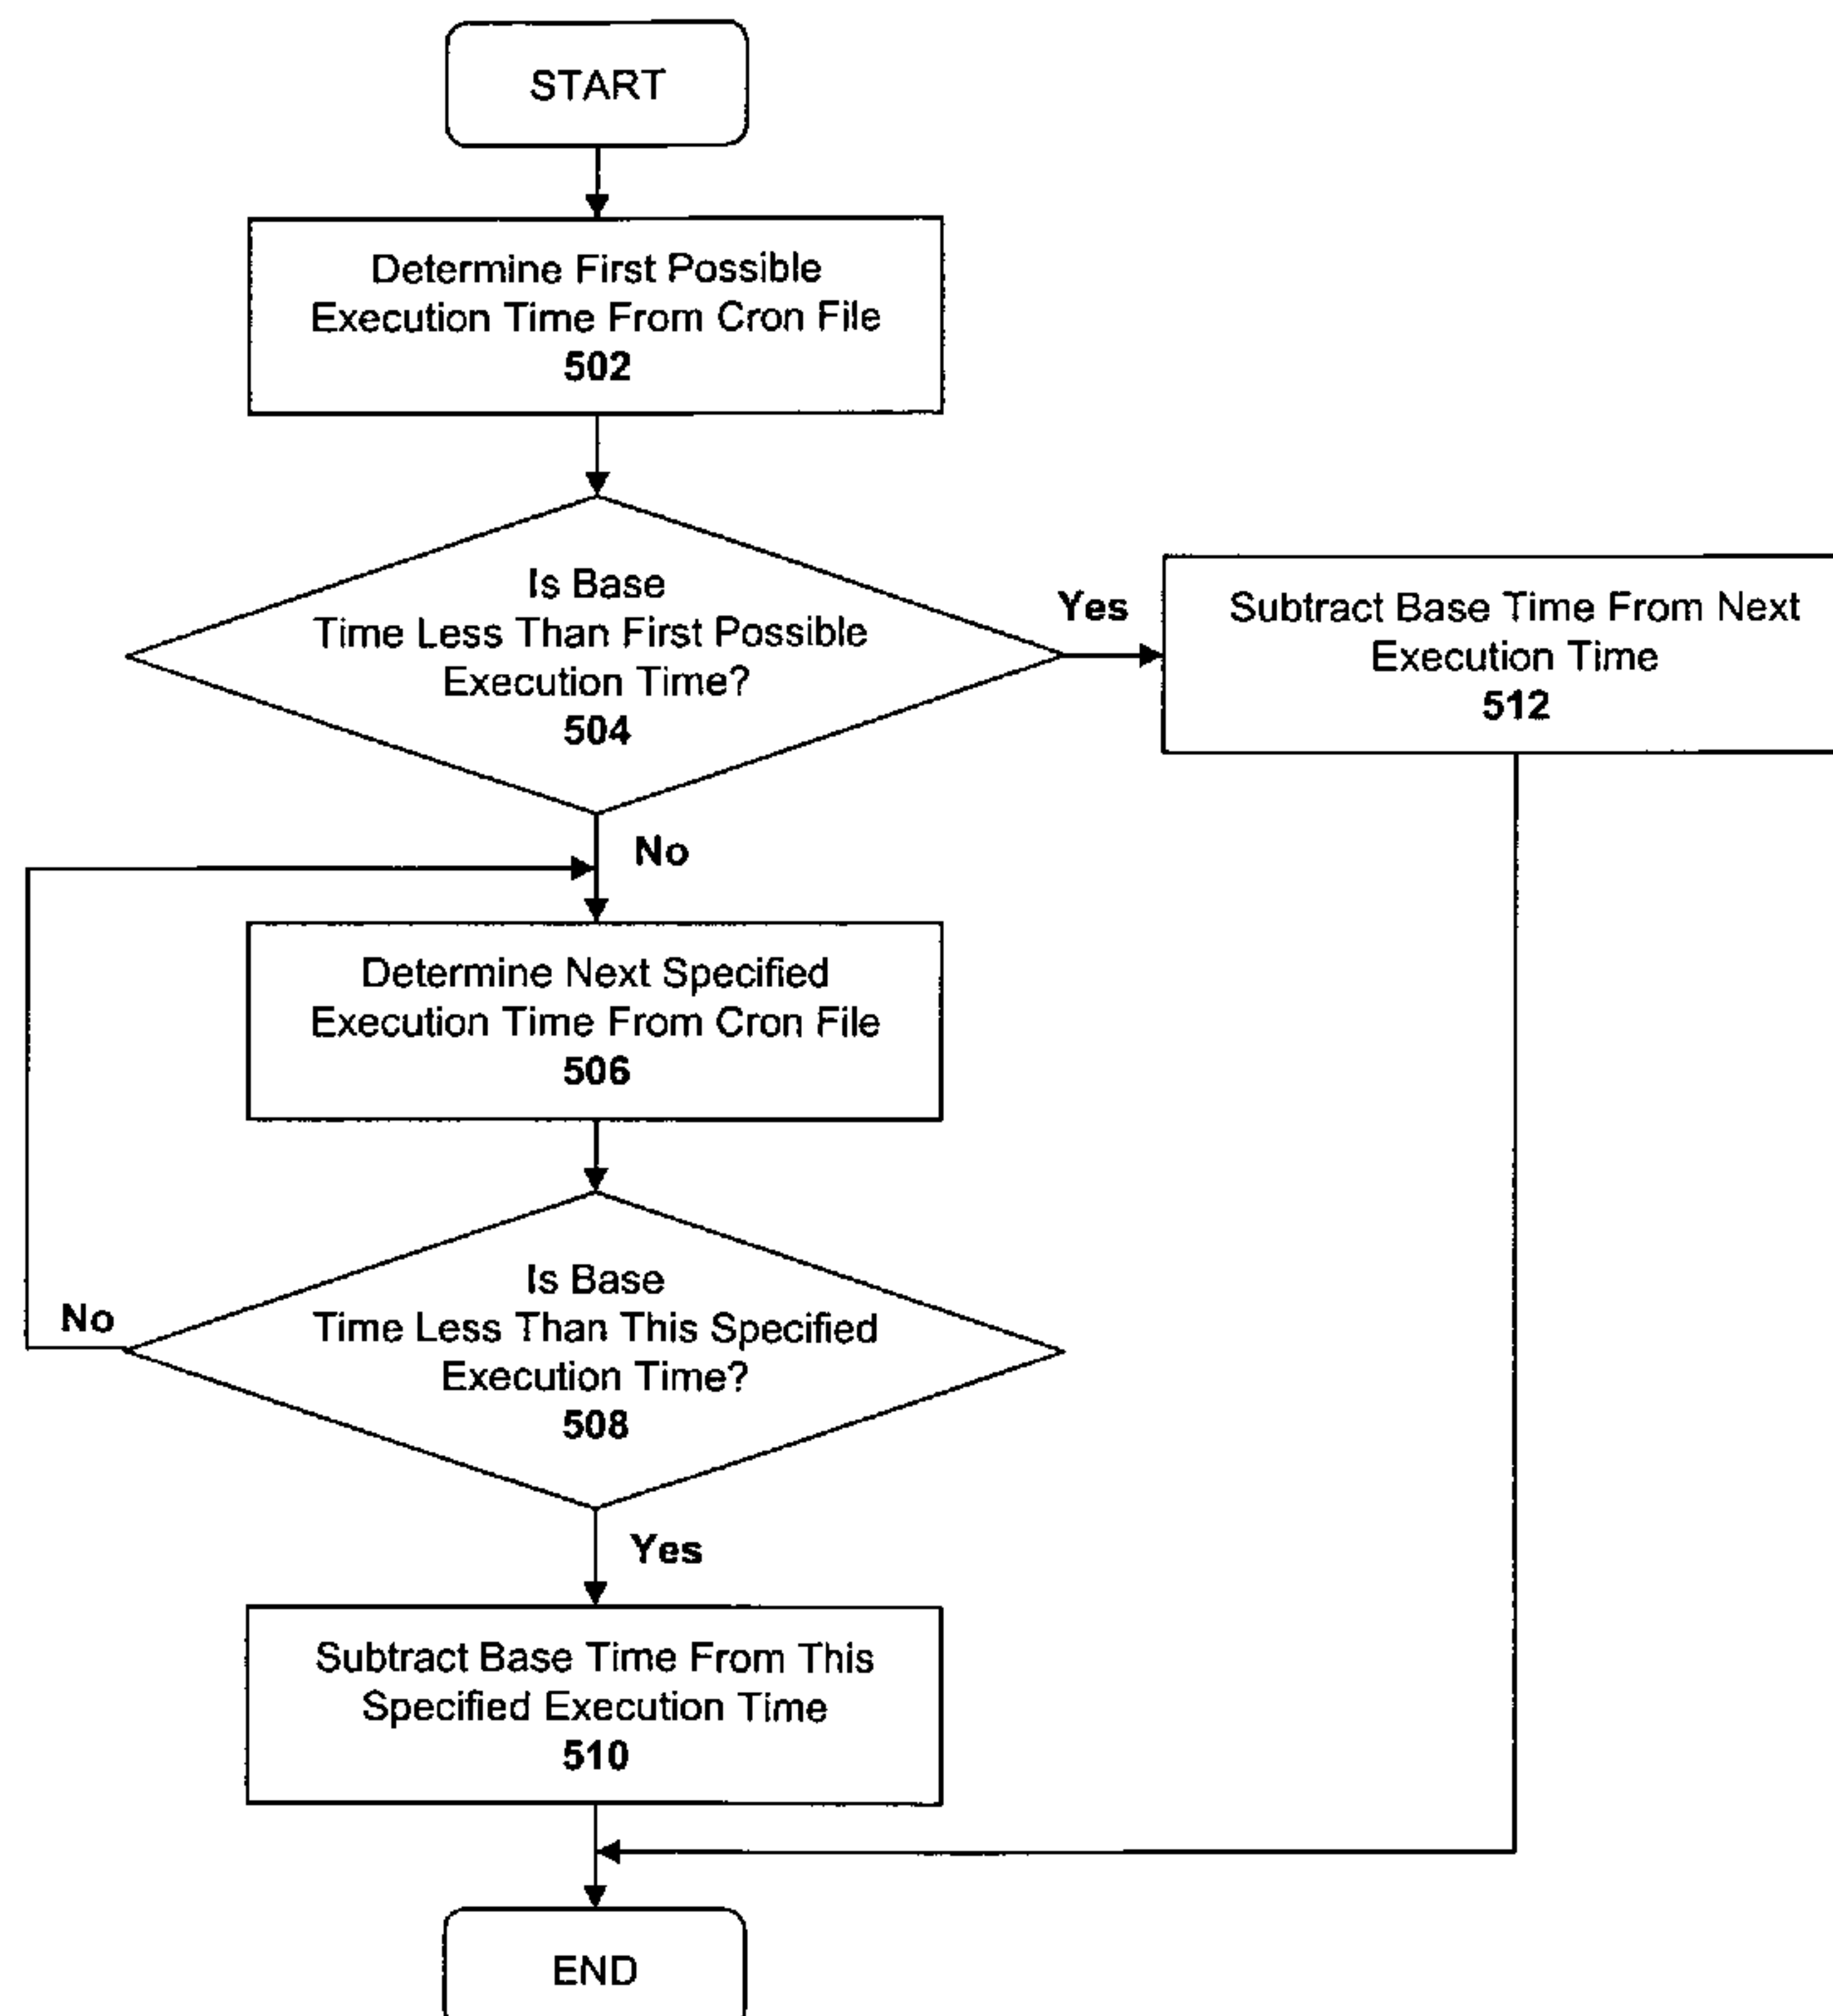 START
Determine First Possible
Execution Time From Cron File
502
Is Base
Time Less Than First Possible
Execution Time?
504
Yes
Subtract Base Time From Next
Execution Time
512
No
Determine Next Specified
Execution Time From Cron File
506
Is Base
Time Less Than This Specified
Execution Time?
508
No
Yes
Subtract Base Time From This
Specified Execution Time
510
END